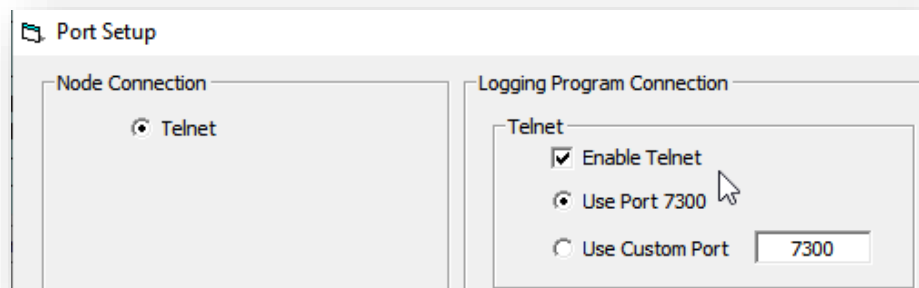 Port Setup
Node Connection
Telnet
Logging Program Connection
Telnet
Enable Telnet
Use Port 7300
Use Custom Port 7300